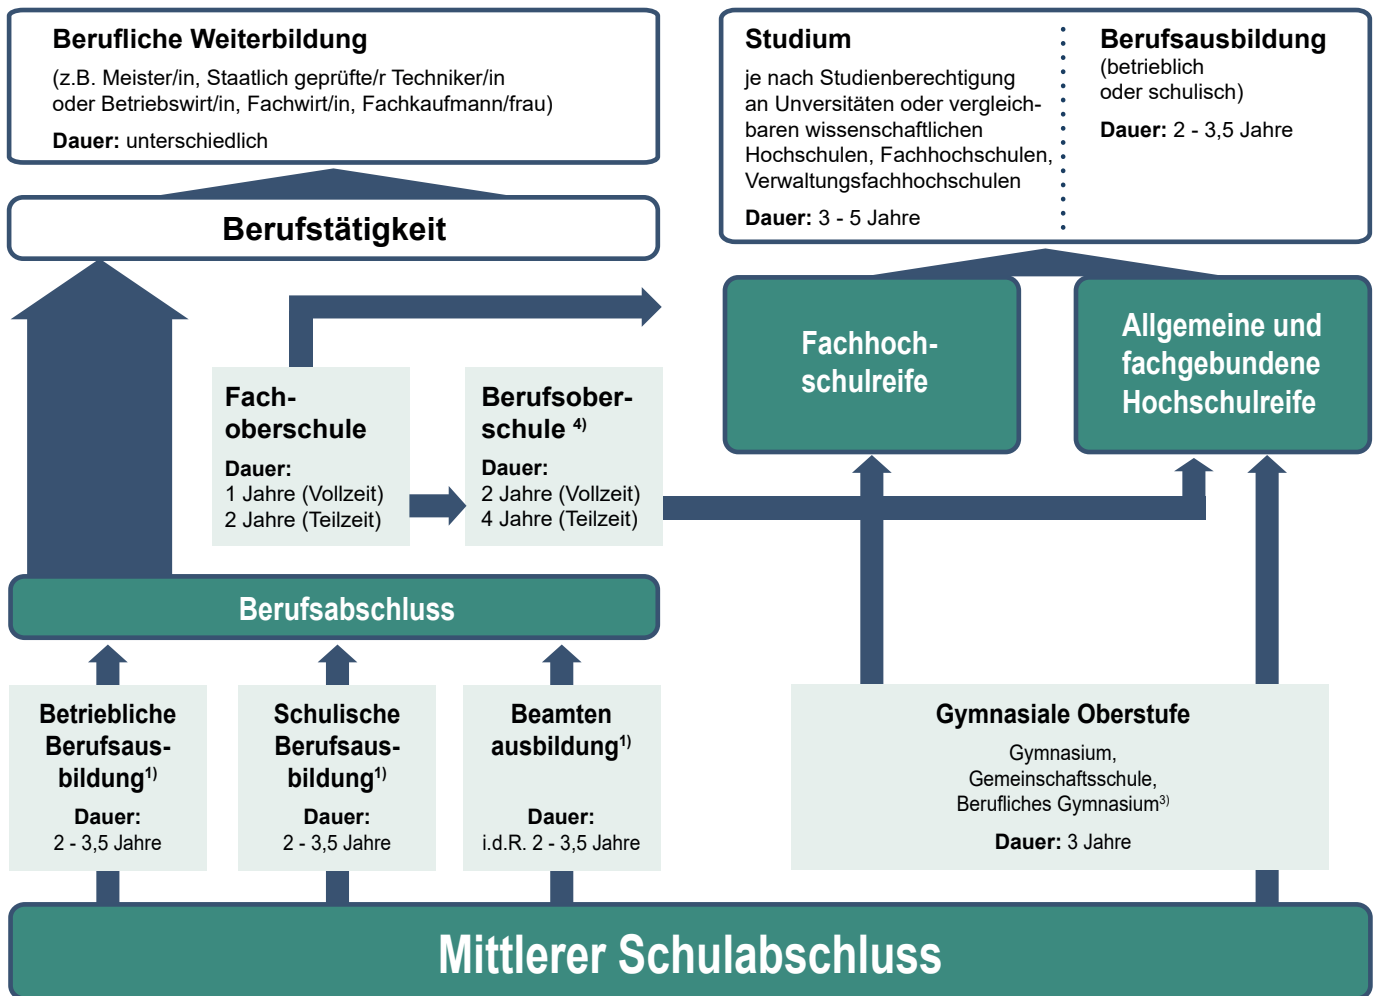 Berufliche Weiterbildung
(z.B. Meister/in, Staatlich geprüfte/r Techniker/in
oder Betriebswirt/in, Fachwirt/in, Fachkaufmann/frau)
Dauer: unterschiedlich
Studium
je nach Studienberechtigung
an Unversitäten oder vergleich-
baren wissenschaftlichen
Hochschulen, Fachhochschulen,
Verwaltungsfachhochschulen
Dauer: 3 - 5 Jahre
Berufsausbildung
(betrieblich
oder schulisch)
Dauer: 2 - 3,5 Jahre
Berufstätigkeit
Fachhoch-
schulreife
Allgemeine und
fachgebundene
Hochschulreife
Fach-
oberschule
Dauer:
1 Jahre (Vollzeit)
2 Jahre (Teilzeit)
Berufsober-
schule 4)
Dauer:
2 Jahre (Vollzeit)
4 Jahre (Teilzeit)
Berufsabschluss
Betriebliche
Berufsaus-
bildung1)
Dauer:
2 - 3,5 Jahre
Schulische
Berufsaus-
bildung1)
Dauer:
2 - 3,5 Jahre
Beamten
ausbildung1)
Dauer:
i.d.R. 2 - 3,5 Jahre
Gymnasiale Oberstufe
Gymnasium,
Gemeinschaftsschule,
Berufliches Gymnasium3)
Dauer: 3 Jahre
Mittlerer Schulabschluss